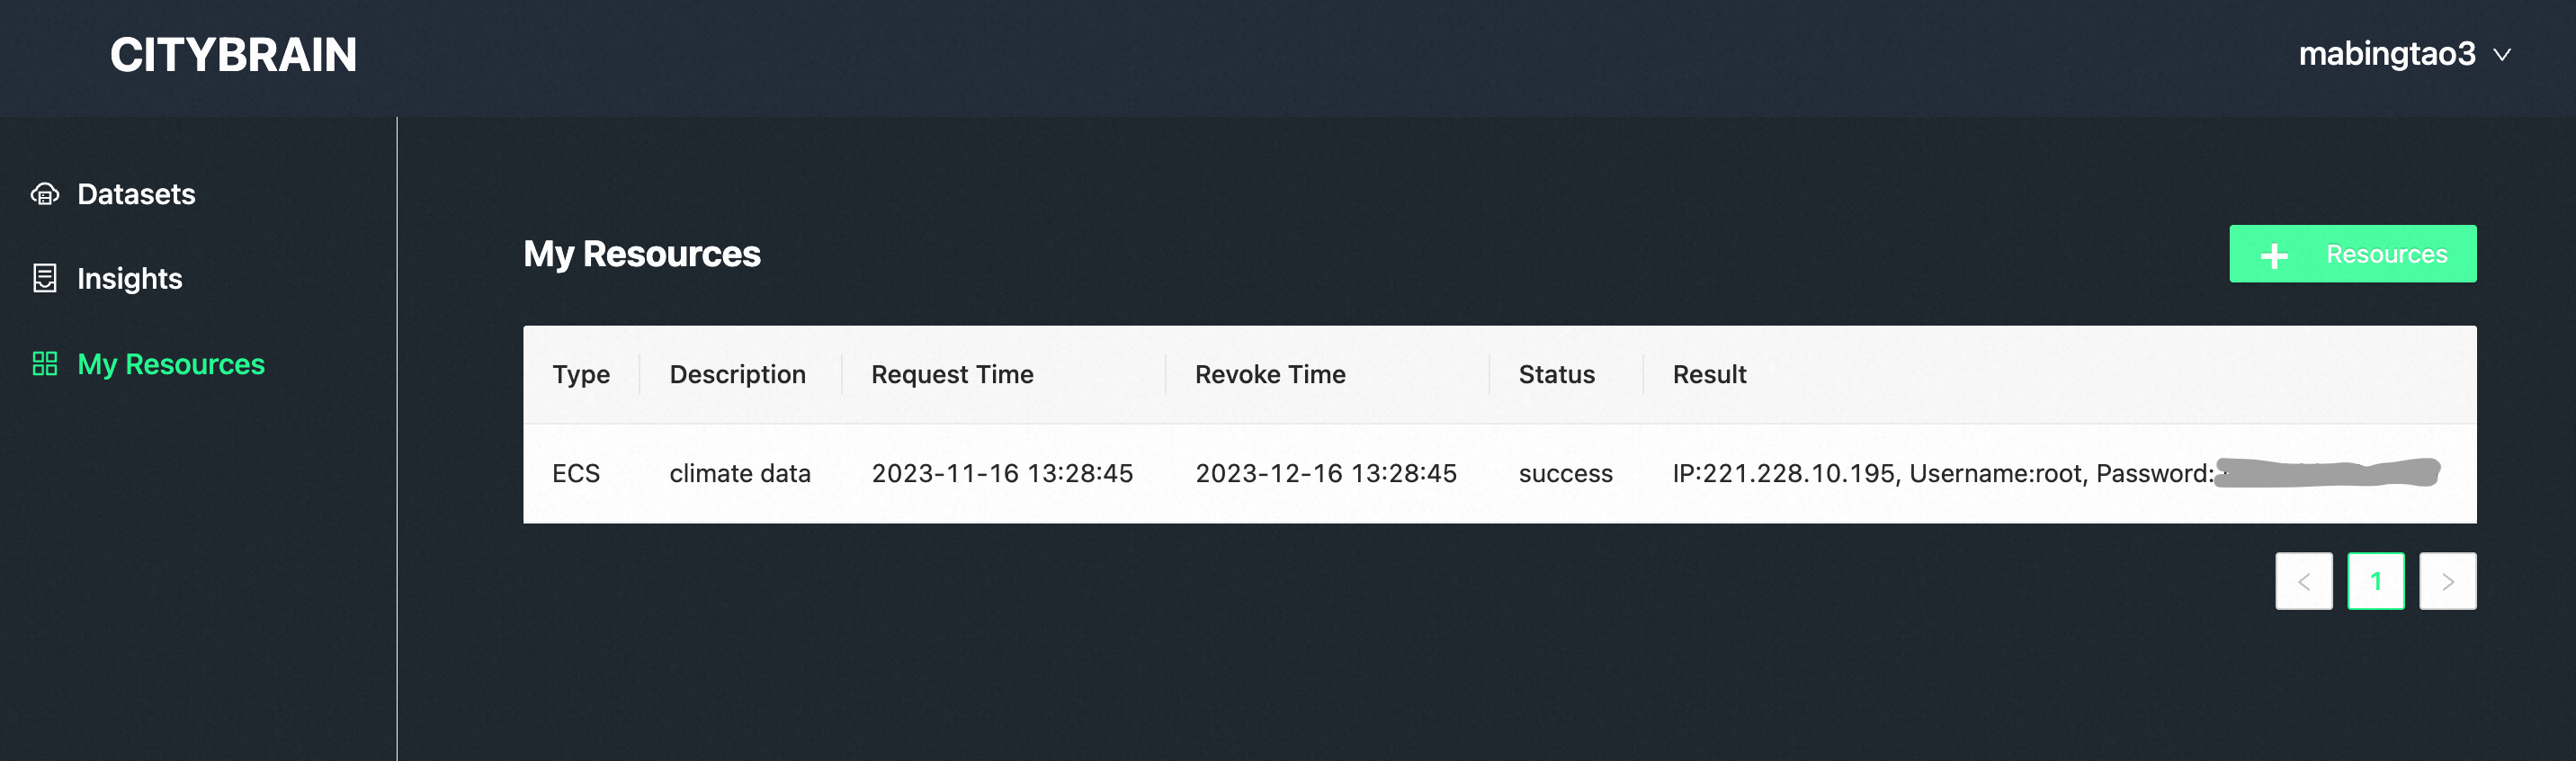 CITYBRAIN
mabingtao3
Datasets
Insights
My Resources
My Resources
Resources
Type Description Request Time Revoke Time Status Result
ECS climate data 2023-11-16 13:28:45 2023-12-16 13:28:45 success IP:221.228.10.195, Username:root, Password:
1